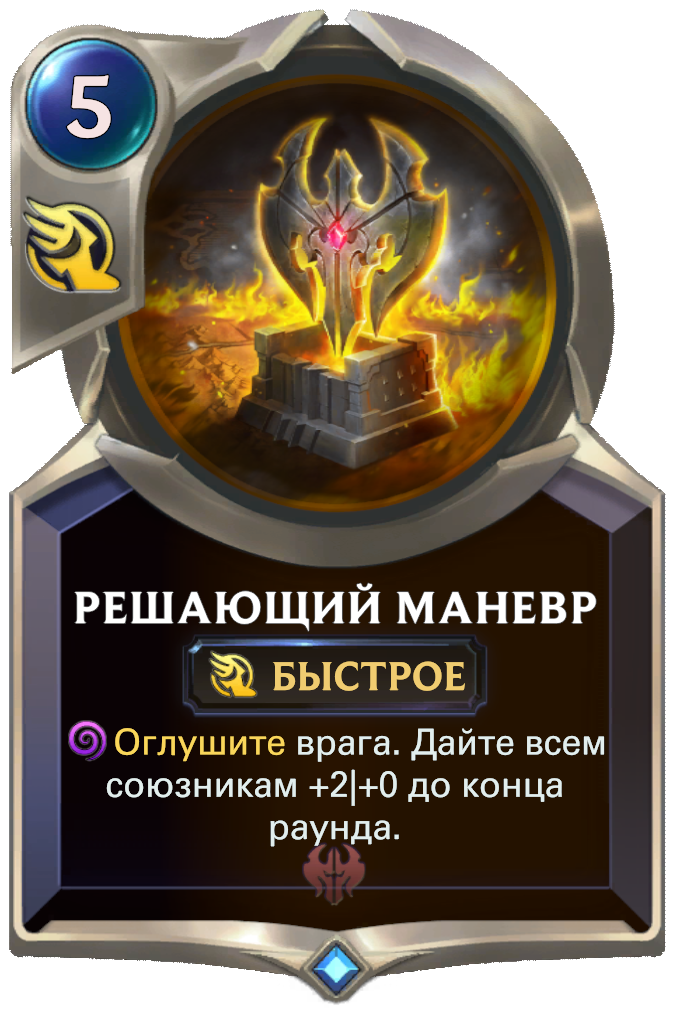 5
РЕШАЮЩИЙ МАНЕВР
БЫСТРОЕ
Оглушите врага. Дайте всем
союзникам +2|+0 до конца
раунда.